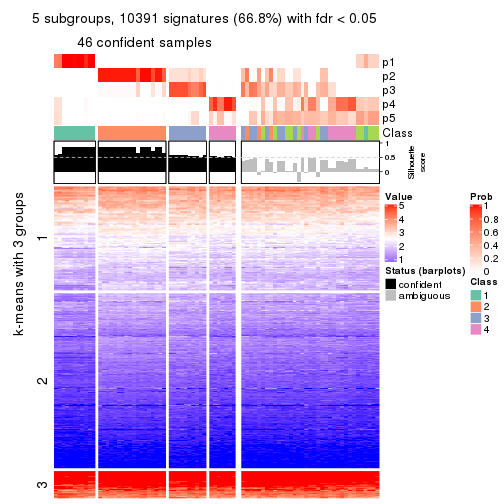 5 subgroups, 10391 signatures (66.8%) with fdr < 0.05
46 confident samples
p1
p2
p3
p4
p5
Class
1
0.5
0
Silhouette
score
k-means with 3 groups
1
2
3
Value
5
4
3
2
1
Status (barplots)
confident
ambiguous
Prob
1
0.8
0.6
0.4
0.2
0
Class
1
2
3
4